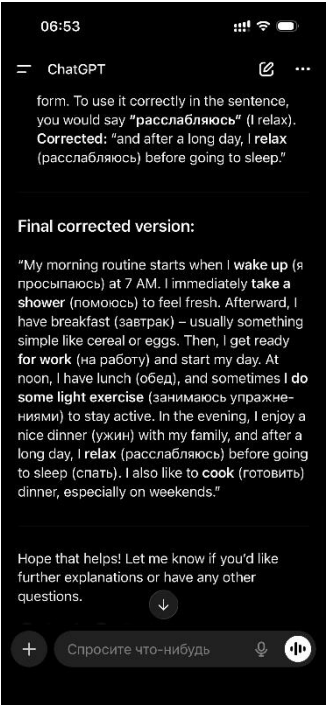 06:53
ChatGPT
form. To use it correctly in the sentence,
you would say “расслабляюсь” (I relax).
Corrected: “and after a long day, I relax
(расслабляюсь) before going to sleep.”
Final corrected version:
“My morning routine starts when I wake up (я
просыпаюсь) at 7 AM. I immediately take a
shower (помоюсь) to feel fresh. Afterward, I
have breakfast (завтрак) – usually something
simple like cereal or eggs. Then, I get ready
for work (на работу) and start my day. At
noon, I have lunch (обед), and sometimes I do
some light exercise (занимаюсь упражне-
ниями) to stay active. In the evening, I enjoy a
nice dinner (ужин) with my family, and after a
long day, I relax (расслабляюсь) before going
to sleep (спать). I also like to cook (готовить)
dinner, especially on weekends.”
Hope that helps! Let me know if you'd like
further explanations or have any other
questions.
Спросите что-нибудь